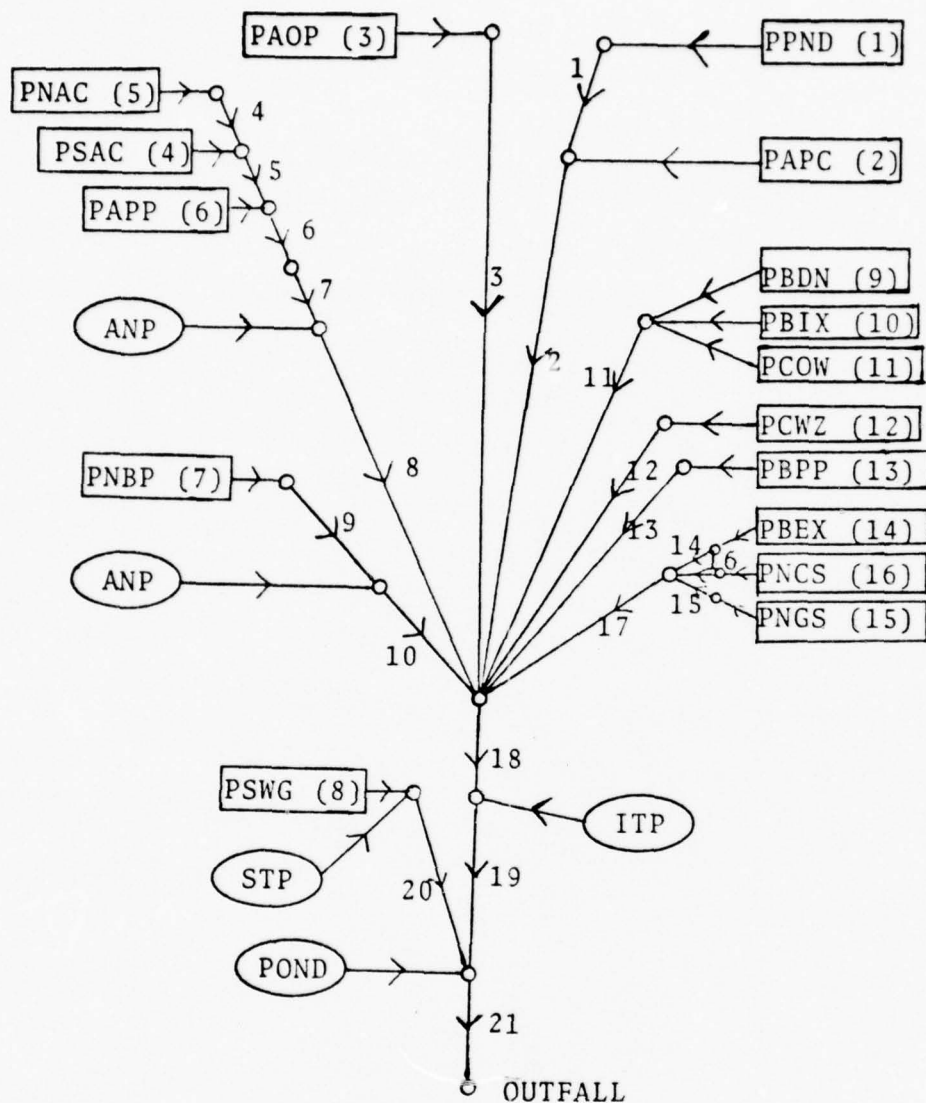 PAOP (3)
PPND (1)
1
PNAC (5)
4
PSAC (4)
PAPC (2)
5
PAPP (6)
6
7
3
PBDN (9)
ANP
PBIX (10)
2
11
PCOW (11)
PCWZ (12)
8
12
PNBP (7)
PBPP (13)
9
13
PBEX (14)
14
16
PNCS (16)
ANP
15
PNGS (15)
17
10
18
PSWG (8)
ITP
STP
20
19
POND
21
OUTFALL